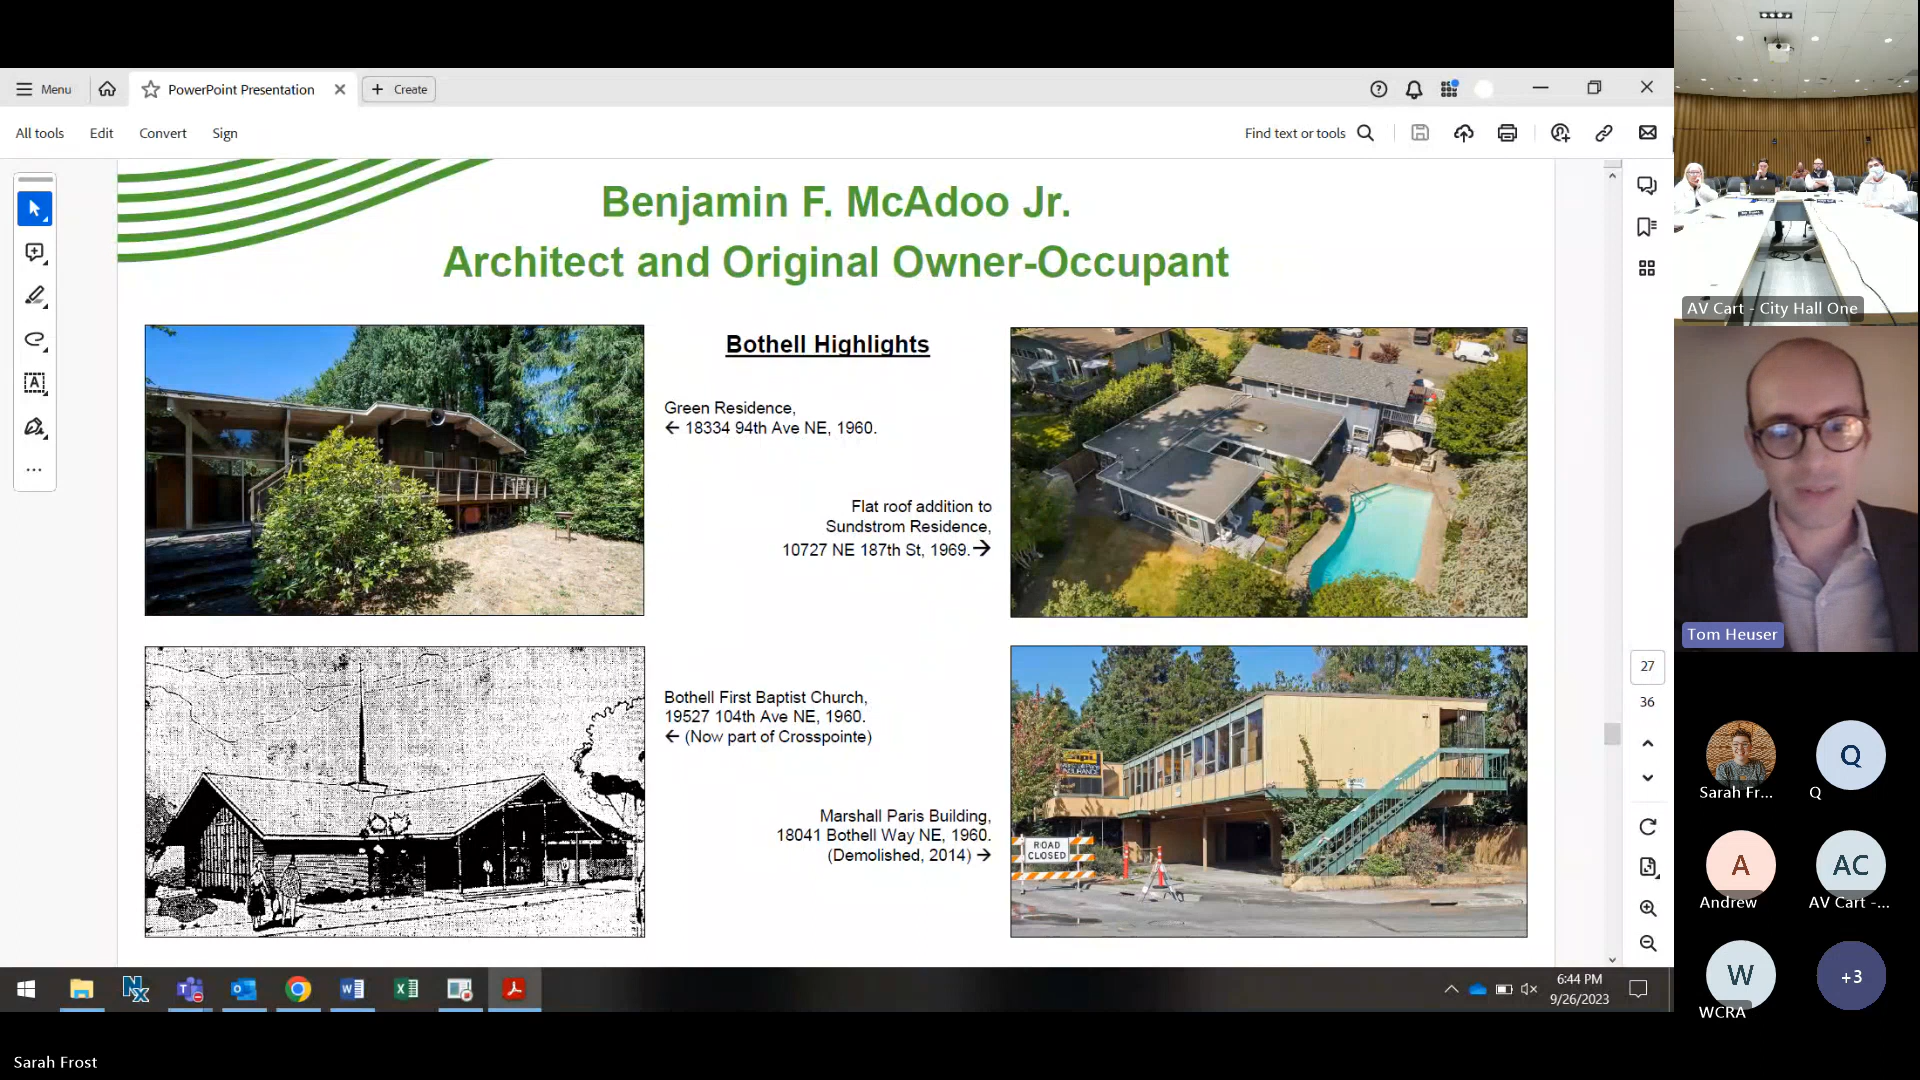 Menu
PowerPoint Presentation
Create
All tools
Edit
Convert
Sign
Find text or tools
Benjamin F. McAdoo Jr.
Architect and Original Owner-Occupant
Bothell Highlights
Green Residence,
← 18334 94th Ave NE, 1960.
Flat roof addition to
Sundstrom Residence,
10727 NE 187th St, 1969.→
Bothell First Baptist Church,
19527 104th Ave NE, 1960.
← (Now part of Crosspointe)
Marshall Paris Building,
18041 Bothell Way NE, 1960.
(Demolished, 2014) →
INSURANCE
ROAD
CLOSED
27
36
6:44 PM
9/26/2023
AV Cart - City Hall One
Tom Heuser
Sarah Fr...
Q
Q
A
Andrew
AC
AV Cart -...
W
WCRA
+3
Sarah Frost